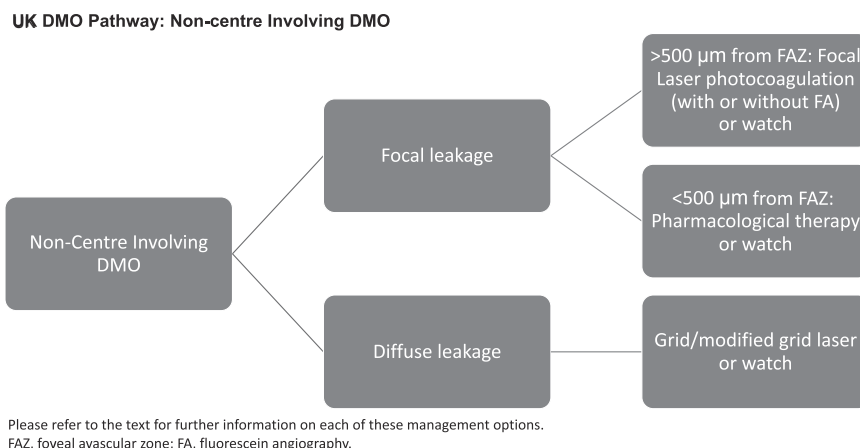 UK DMO Pathway: Non-centre Involving DMO
>500 µm from FAZ: Focal
Laser photocoagulation
(with or without FA)
or watch
Focal leakage
<500 µm from FAZ:
Pharmacological therapy
or watch
Non-Centre Involving
DMO
Diffuse leakage
Grid/modified grid laser
or watch
Please refer to the text for further information on each of these management options.
FAZ, foveal avascular zone; FA, fluorescein angiography.